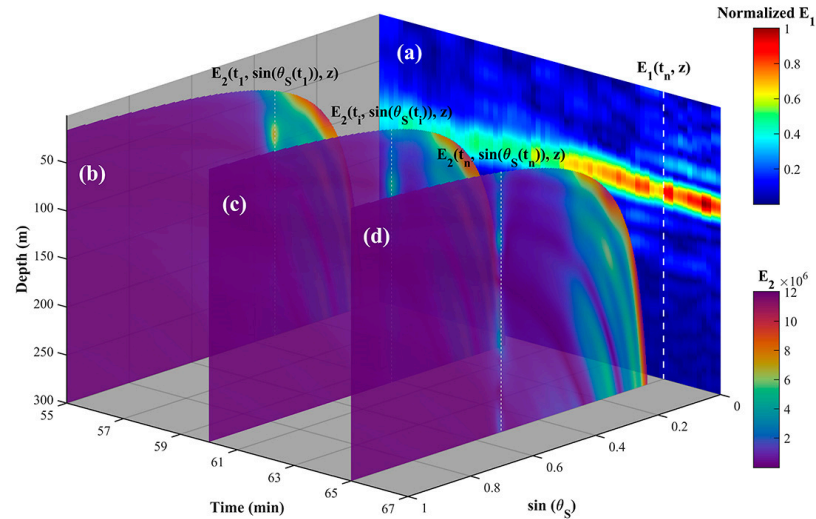 Normalized E1
(a)
1
0.8
0.6
0.4
0.2
E1(tn, z)
E2(t1, sin(θS(t1)), z)
E2(ti, sin(θS(ti)), z)
E2(tn, sin(θS(tn)), z)
(b)
(c)
(d)
50
100
150
200
250
300
Depth (m)
E2 ×10^6
12
10
8
6
4
2
55
57
59
61
63
65
67
Time (min)
1
0.8
0.6
0.4
0.2
0
sin (θS)